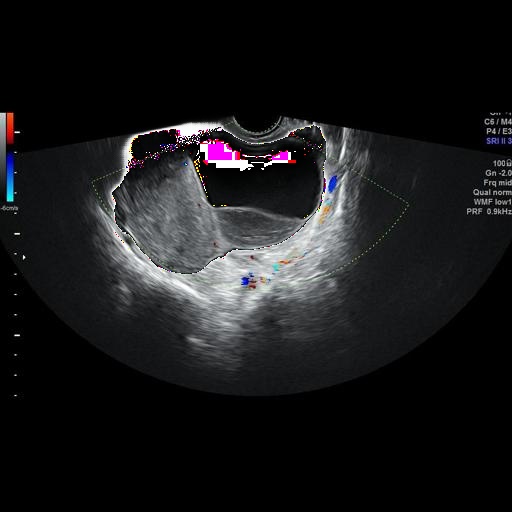 C6 / M4
P4 / E3
SRI II 3
100
Gn -2.0
Frq mid
Qual norm
WMF low1
PRF 0.9kHz
-6cm/s